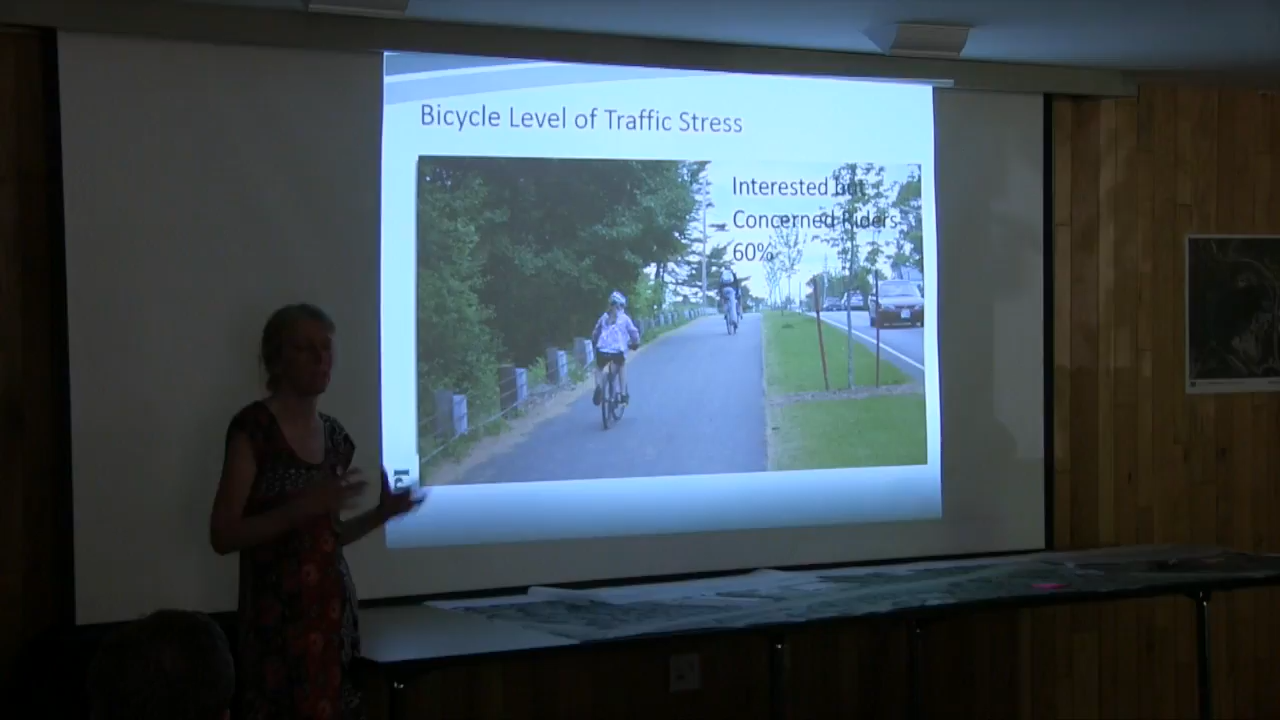 Bicycle Level of Traffic Stress
Interested but
Concerned Riders
60%